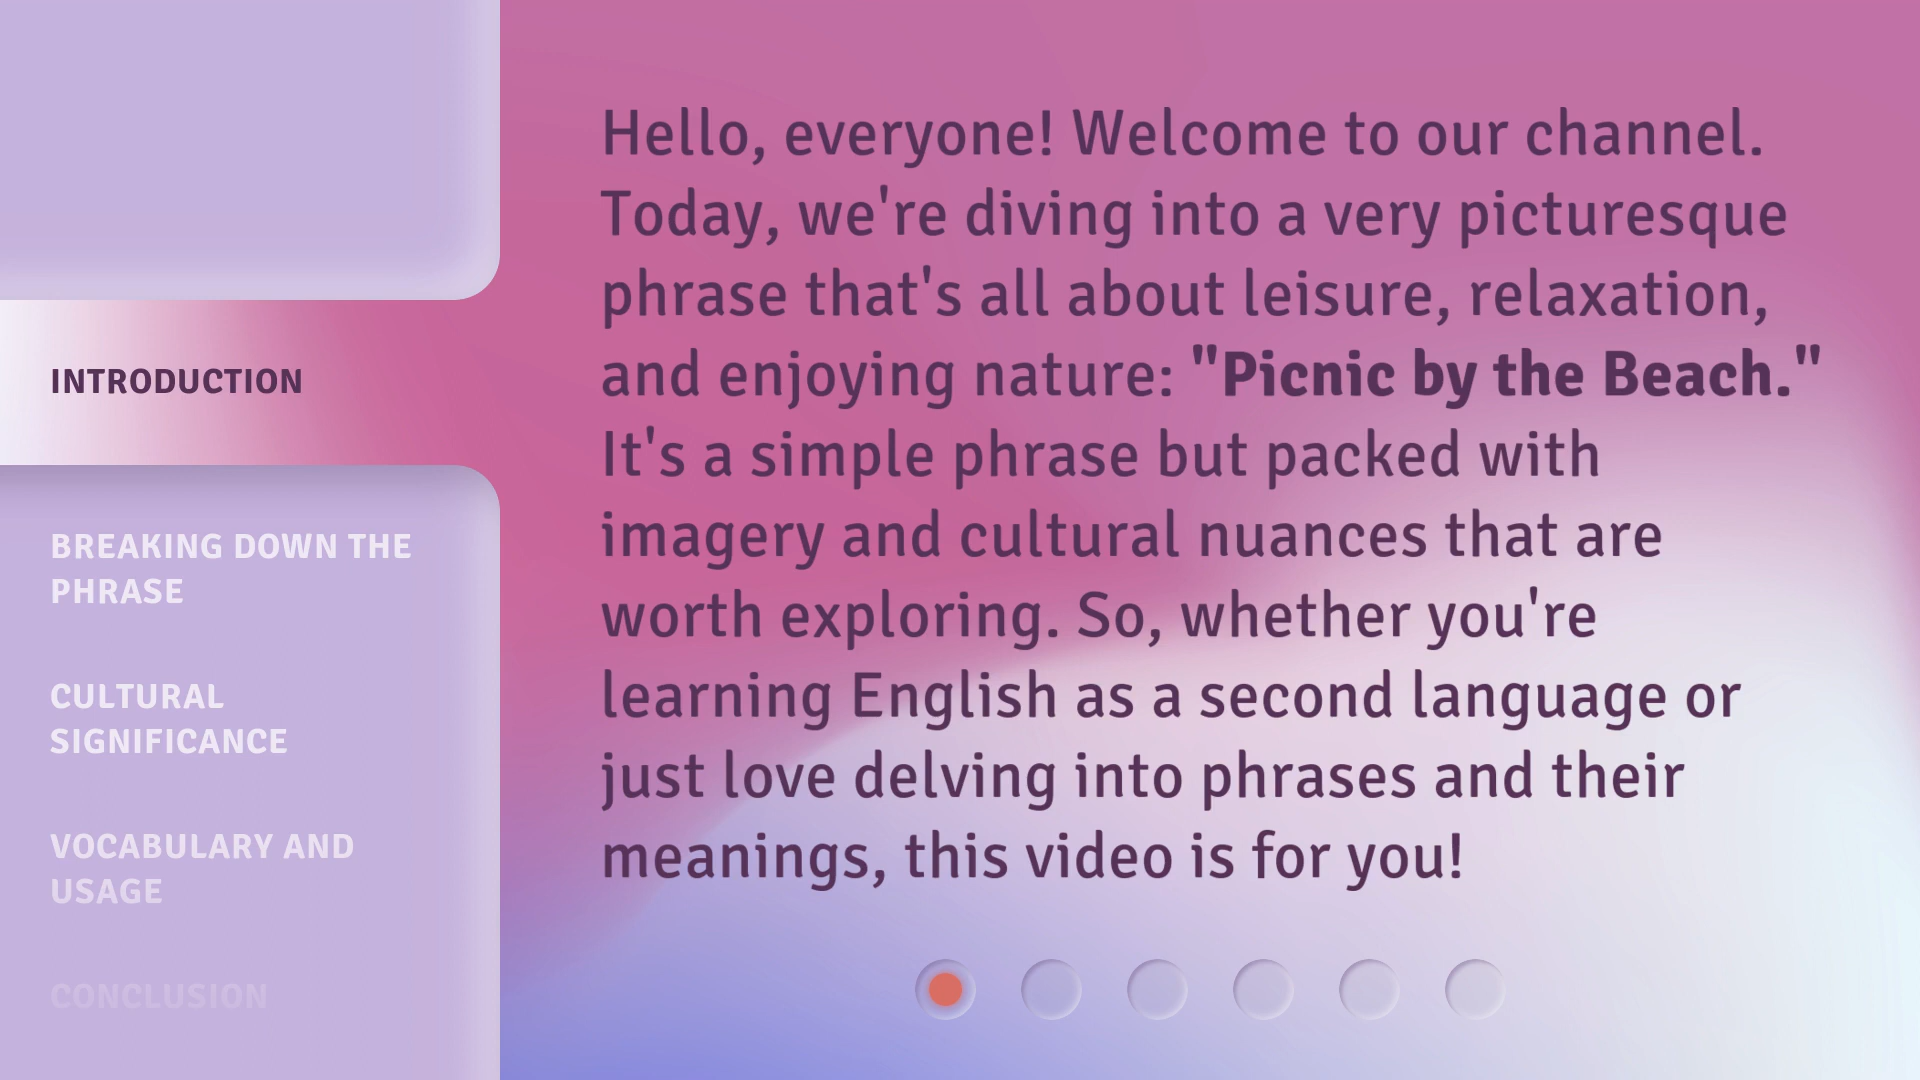 INTRODUCTION
BREAKING DOWN THE
PHRASE
CULTURAL
SIGNIFICANCE
VOCABULARY AND
USAGE
CONCLUSION
Hello, everyone! Welcome to our channel.
Today, we're diving into a very picturesque
phrase that's all about leisure, relaxation,
and enjoying nature: "Picnic by the Beach."
It's a simple phrase but packed with
imagery and cultural nuances that are
worth exploring. So, whether you're
learning English as a second language or
just love delving into phrases and their
meanings, this video is for you!